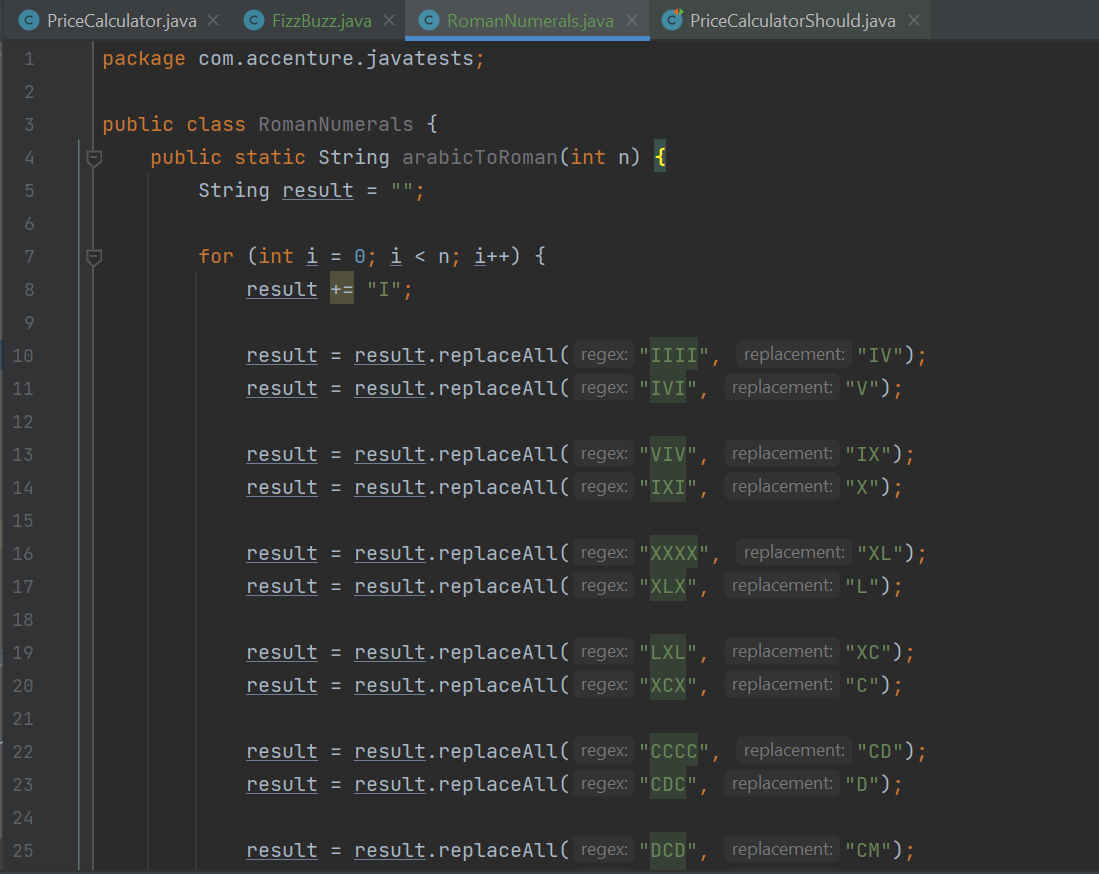 PriceCalculator.java FizzBuzz.java RomanNumerals.java PriceCalculatorShould.java
1 package com.accenture.javatests;
2
3 public class RomanNumerals {
4 public static String arabicToRoman(int n) {
5 String result = "";
6
7 for (int i = 0; i < n; i++) {
8 result += "I";
9
10 result = result.replaceAll( regex: "IIII", replacement: "IV");
11 result = result.replaceAll( regex: "IVI", replacement: "V");
12
13 result = result.replaceAll( regex: "VIV", replacement: "IX");
14 result = result.replaceAll( regex: "IXI", replacement: "X");
15
16 result = result.replaceAll( regex: "XXXX", replacement: "XL");
17 result = result.replaceAll( regex: "XLX", replacement: "L");
18
19 result = result.replaceAll( regex: "LXL", replacement: "XC");
20 result = result.replaceAll( regex: "XCX", replacement: "C");
21
22 result = result.replaceAll( regex: "CCCC", replacement: "CD");
23 result = result.replaceAll( regex: "CDC", replacement: "D");
24
25 result = result.replaceAll( regex: "DCD", replacement: "CM");